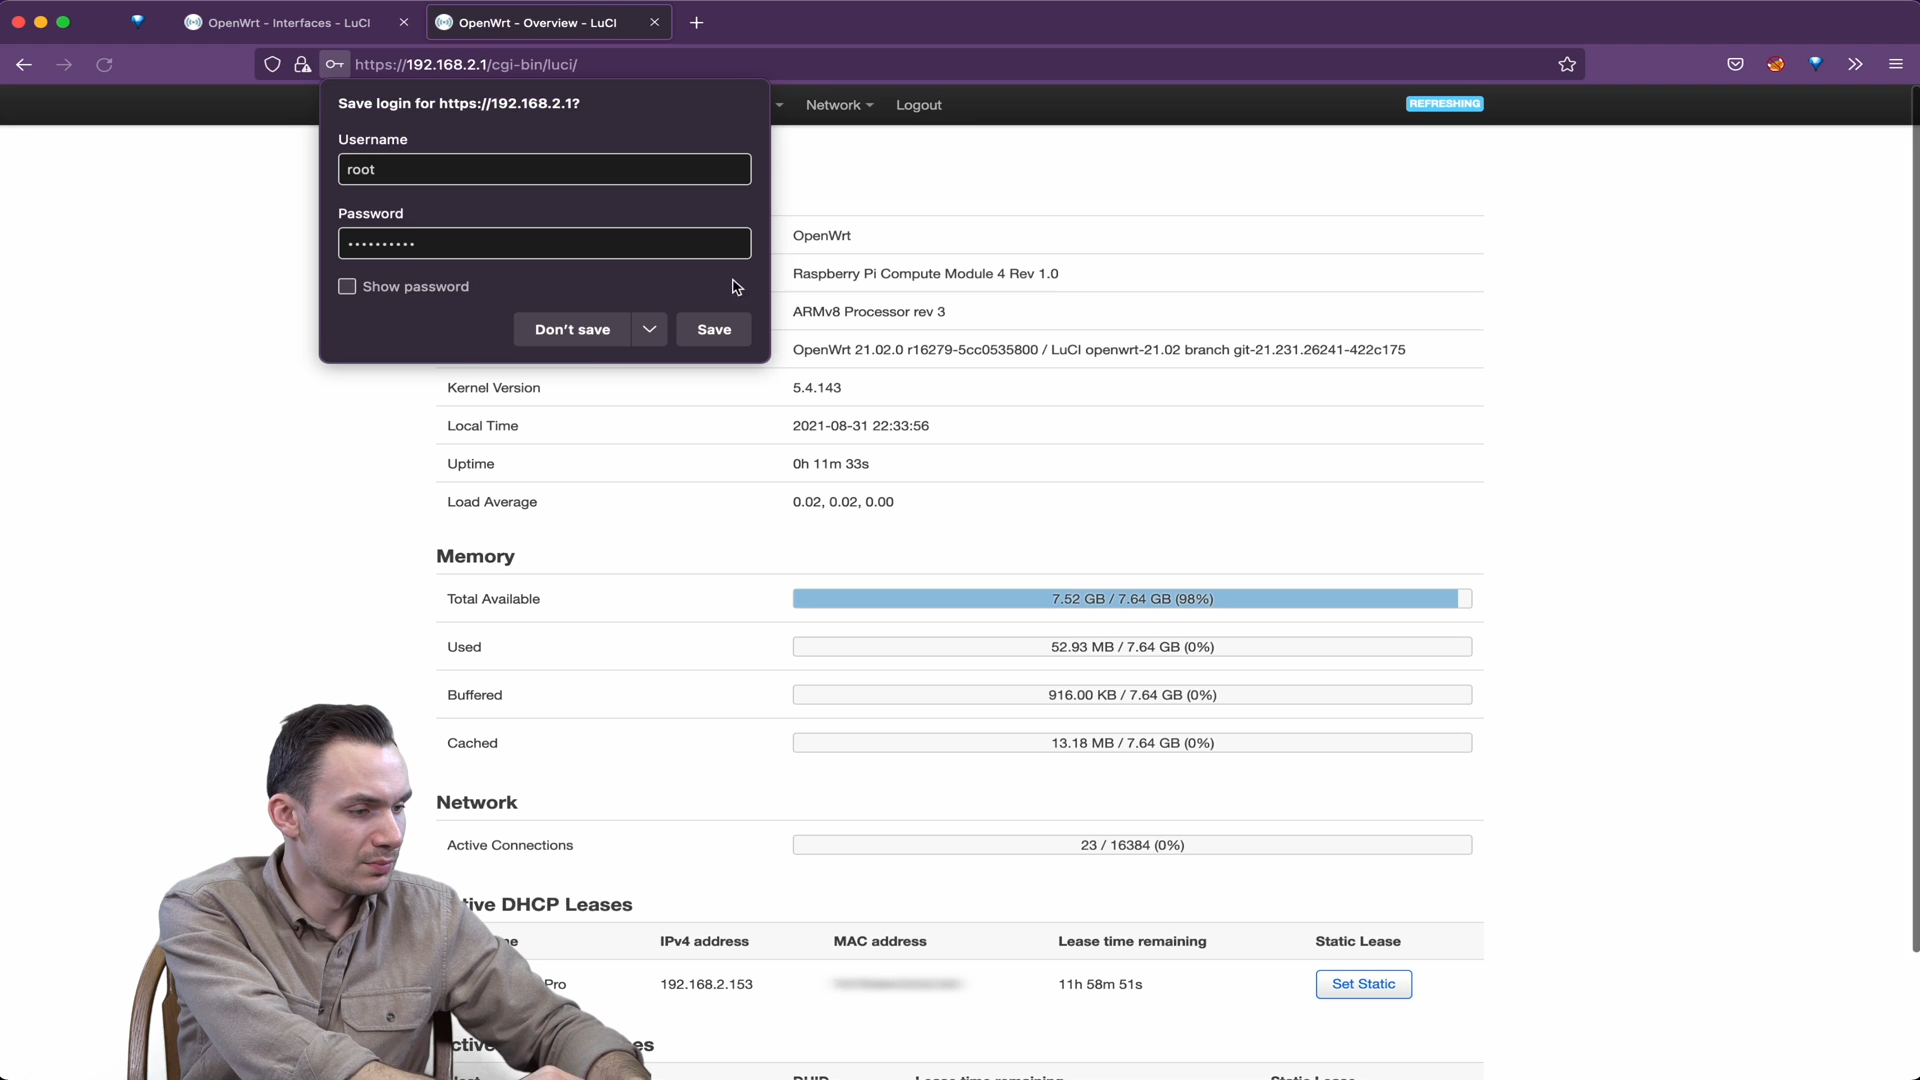 OpenWrt - Interfaces - LuCI
OpenWrt - Overview - LuCI
https://192.168.2.1/cgi-bin/luci/
Network Logout REFRESHING
Save login for https://192.168.2.1?
Username
root
Password
••••••••••
Show password
Don't save Save
OpenWrt
Raspberry Pi Compute Module 4 Rev 1.0
ARMv8 Processor rev 3
OpenWrt 21.02.0 r16279-5cc0535800 / LuCI openwrt-21.02 branch git-21.231.26241-422c175
Kernel Version 5.4.143
Local Time 2021-08-31 22:33:56
Uptime 0h 11m 33s
Load Average 0.02, 0.02, 0.00
Memory
Total Available 7.52 GB / 7.64 GB (98%)
Used 52.93 MB / 7.64 GB (0%)
Buffered 916.00 KB / 7.64 GB (0%)
Cached 13.18 MB / 7.64 GB (0%)
Network
Active Connections 23 / 16384 (0%)
tive DHCP Leases
IPv4 address MAC address Lease time remaining Static Lease
Pro 192.168.2.153 11h 58m 51s Set Static
DUID Lease time remaining Static Lease